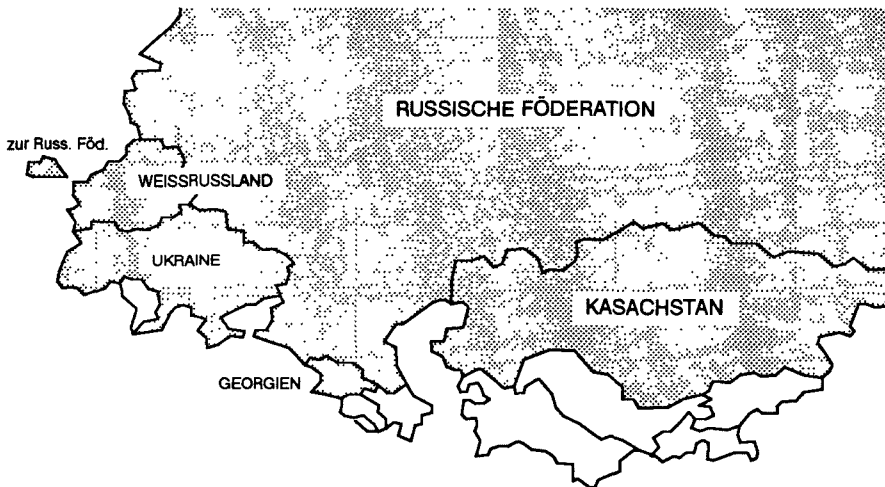 RUSSISCHE FÖDERATION
zur Russ. Föd.
WEISSRUSSLAND
UKRAINE
KASACHSTAN
GEORGIEN